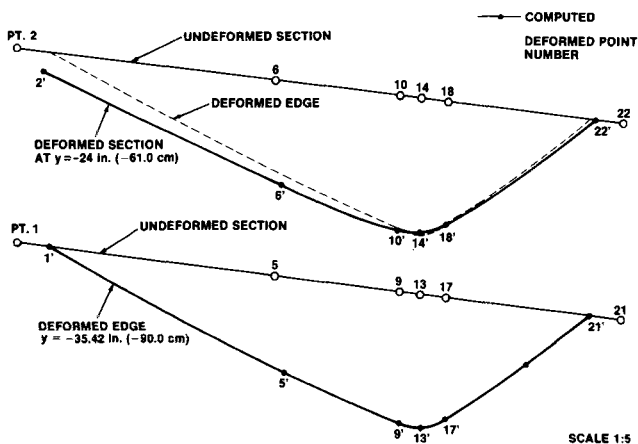 COMPUTED
DEFORMED POINT
NUMBER
PT. 2
UNDEFORMED SECTION
6
10
14
18
22
2'
DEFORMED EDGE
22'
DEFORMED SECTION
AT y=-24 in. (-61.0 cm)
6'
10'
14'
18'
PT. 1
UNDEFORMED SECTION
1'
5
9
13
17
21
21'
DEFORMED EDGE
y = -35.42 in. (-90.0 cm)
5'
9'
13'
17'
SCALE 1:5